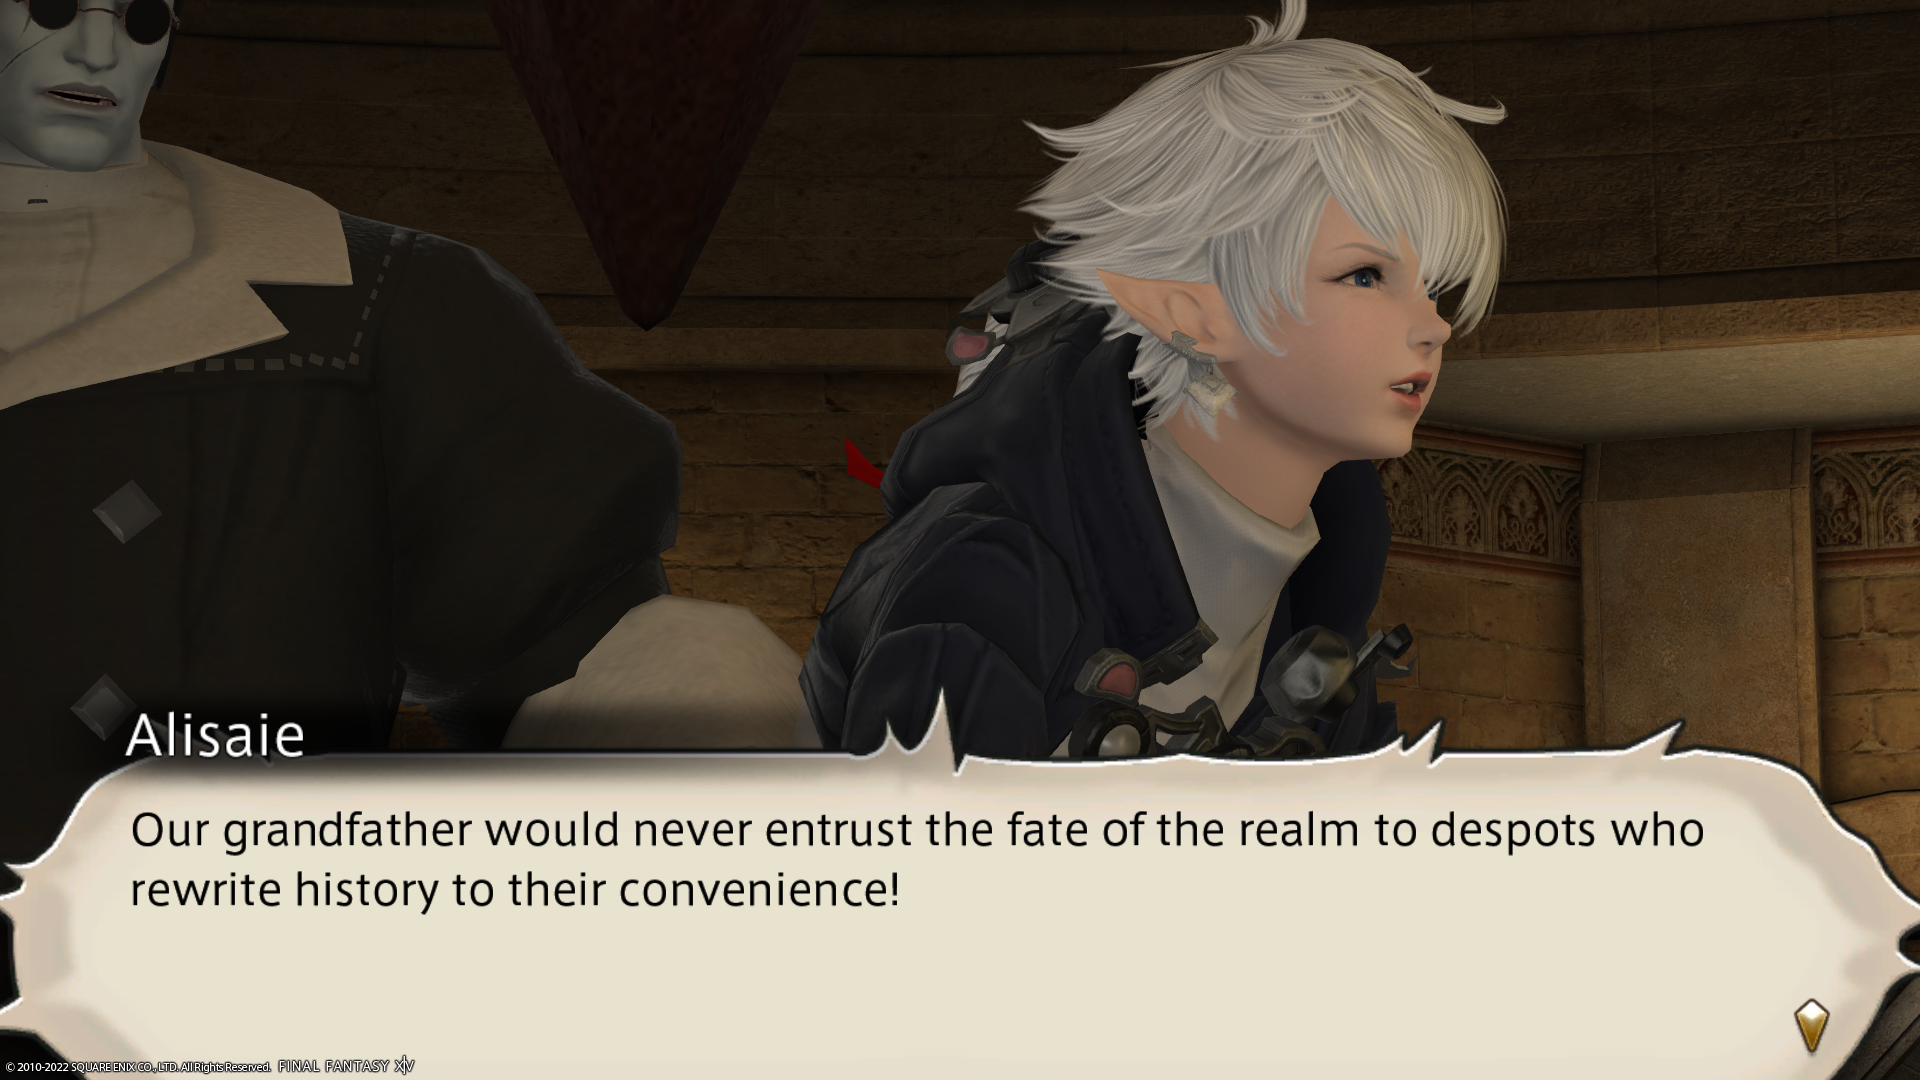 Alisaie
Our grandfather would never entrust the fate of the realm to despots who
rewrite history to their convenience!
© 2010-2022 SQUARE ENIX CO., LTD. All Rights Reserved. FINAL FANTASY XIV